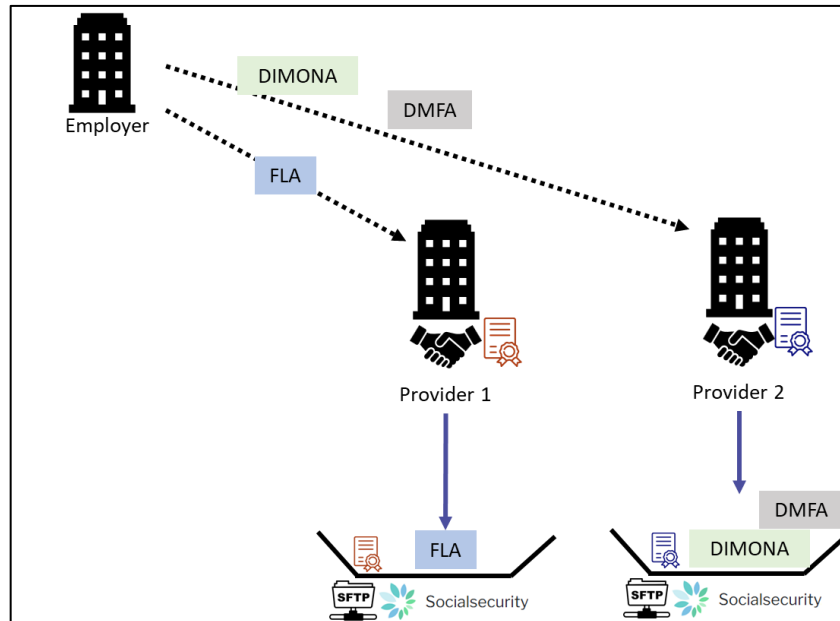 DIMONA
DMFA
Employer
FLA
Provider 1
Provider 2
DMFA
FLA
DIMONA
SFTP
Socialsecurity
SFTP
Socialsecurity